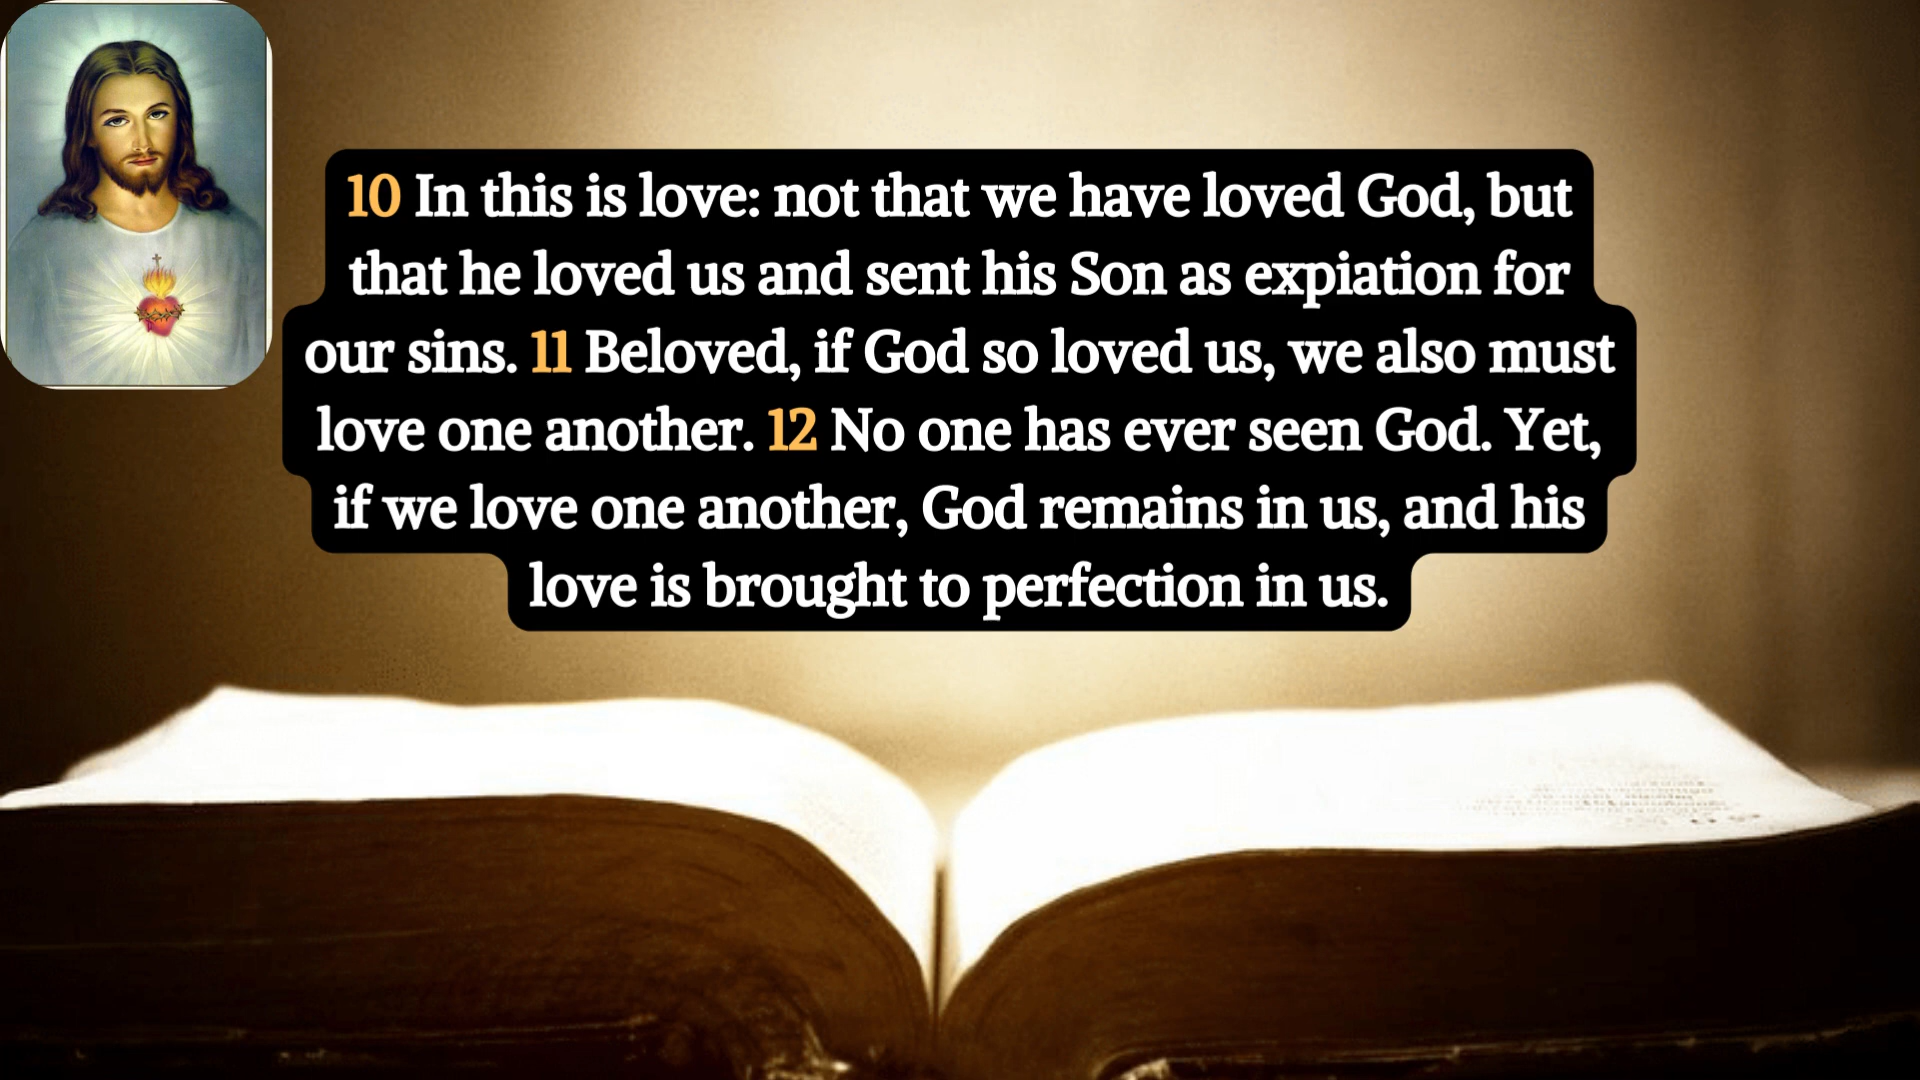 10 In this is love: not that we have loved God, but
that he loved us and sent his Son as expiation for
our sins. 11 Beloved, if God so loved us, we also must
love one another. 12 No one has ever seen God. Yet,
if we love one another, God remains in us, and his
love is brought to perfection in us.